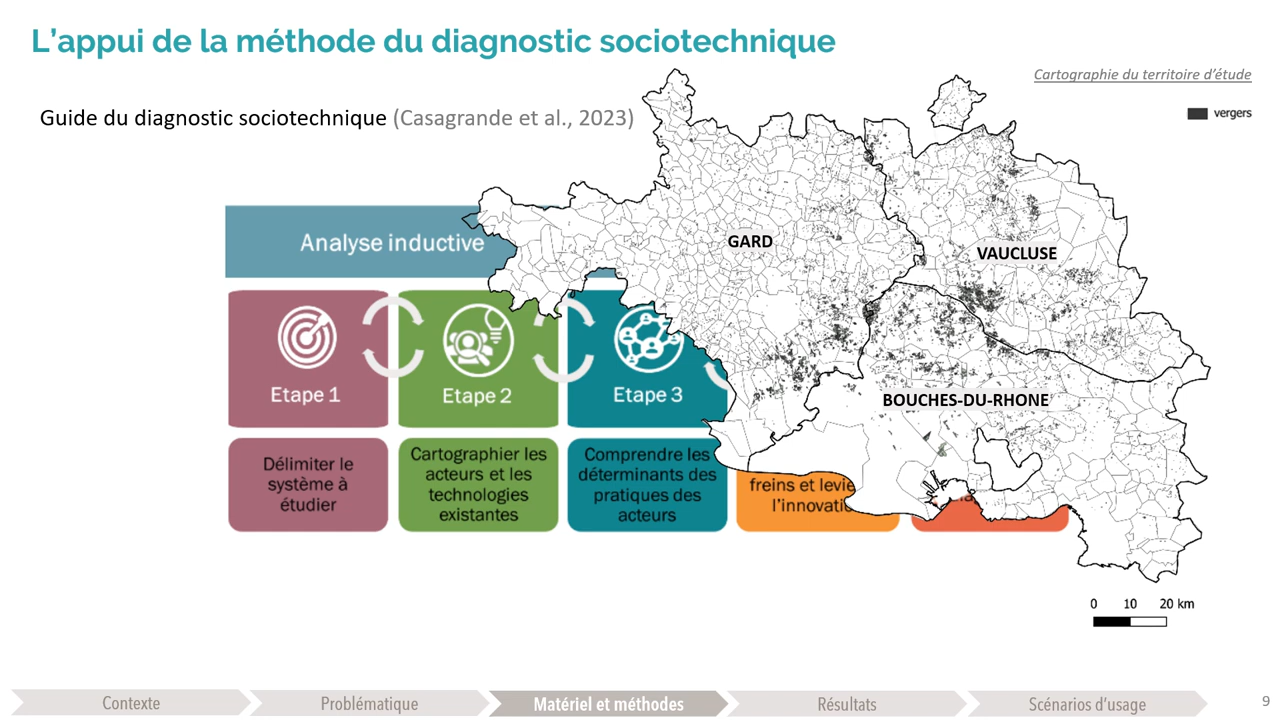 L'appui de la méthode du diagnostic sociotechnique
Cartographie du territoire d'étude
Guide du diagnostic sociotechnique (Casagrande et al., 2023)
vergers
GARD
VAUCLUSE
BOUCHES-DU-RHONE
Analyse inductive
Etape 1
Etape 2
Etape 3
Délimiter le
système à
étudier
Cartographier les
acteurs et les
technologies
existantes
Comprendre les
déterminants des
pratiques des
acteurs
freins et
l'innovati
0 10 20 km
Contexte
Problématique
Matériel et méthodes
Résultats
Scénarios d'usage
9